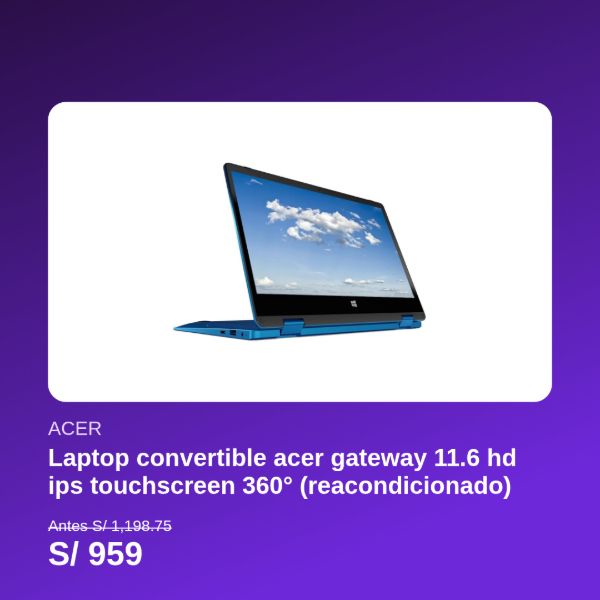 ACER
Laptop convertible acer gateway 11.6 hd
ips touchscreen 360° (reacondicionado)
Antes S/ 1,198.75
S/ 959